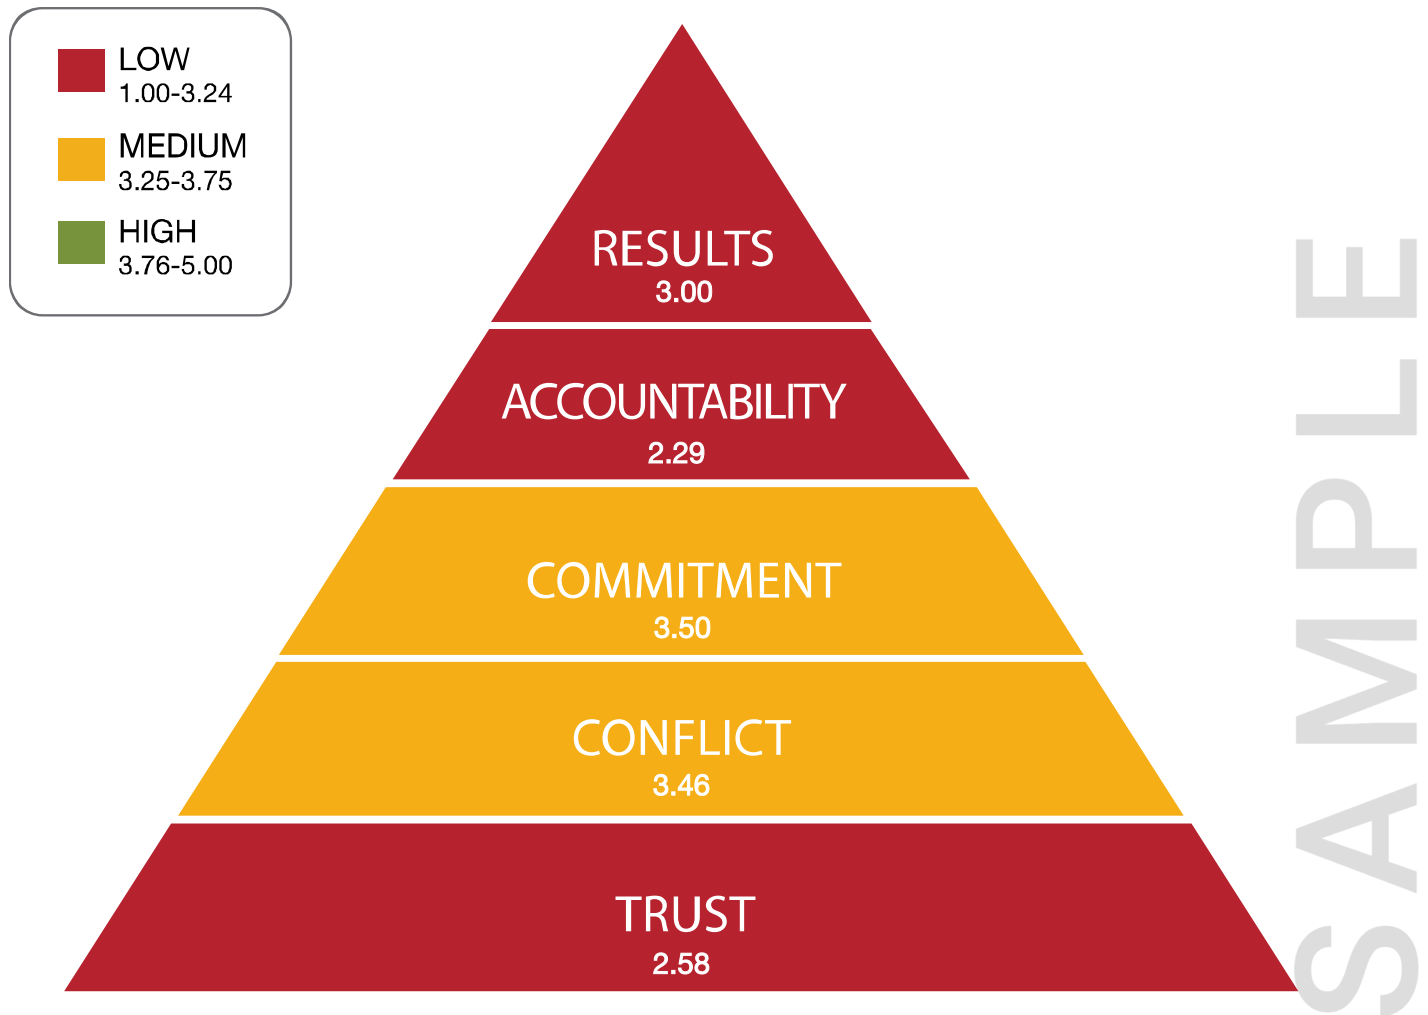 LOW
1.00-3.24
MEDIUM
3.25-3.75
HIGH
3.76-5.00
RESULTS
3.00
ACCOUNTABILITY
2.29
COMMITMENT
3.50
CONFLICT
3.46
TRUST
2.58
SAMPLE